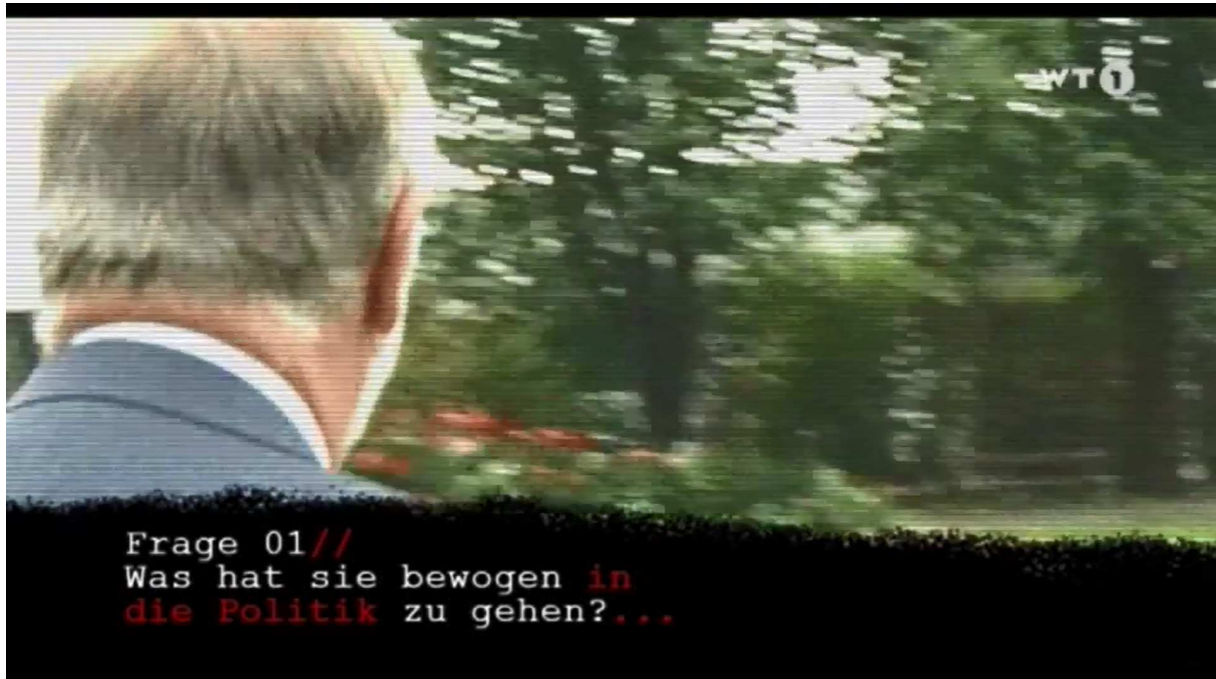 WT1
Frage 01//
Was hat sie bewogen in
die Politik zu gehen?...